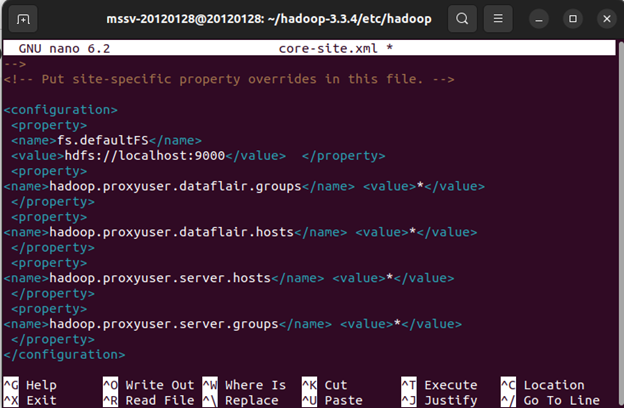 mssv-20120128@20120128: ~/hadoop-3.3.4/etc/hadoop
GNU nano 6.2 core-site.xml *
-->
<!-- Put site-specific property overrides in this file. -->
<configuration>
<property>
<name>fs.defaultFS</name>
<value>hdfs://localhost:9000</value> </property>
<property>
<name>hadoop.proxyuser.dataflair.groups</name> <value>*</value>
</property>
<property>
<name>hadoop.proxyuser.dataflair.hosts</name> <value>*</value>
</property>
<property>
<name>hadoop.proxyuser.server.hosts</name> <value>*</value>
</property>
<property>
<name>hadoop.proxyuser.server.groups</name> <value>*</value>
</property>
</configuration>
^G Help ^O Write Out ^W Where Is ^K Cut ^T Execute ^C Location
^X Exit ^R Read File ^\ Replace ^U Paste ^J Justify ^/ Go To Line